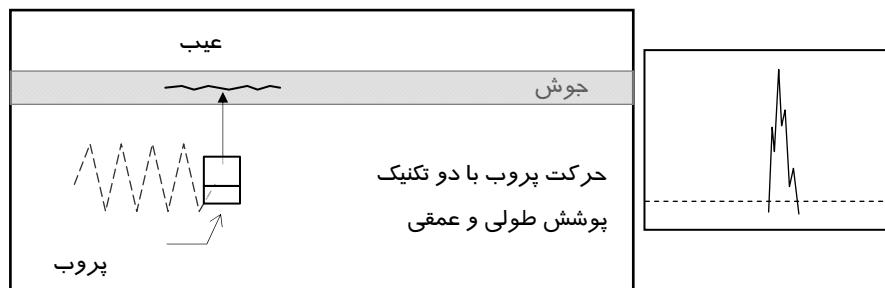 عیب
جوش
حرکت پروب با دو تکنیک
پوشش طولی و عمقی
پروب